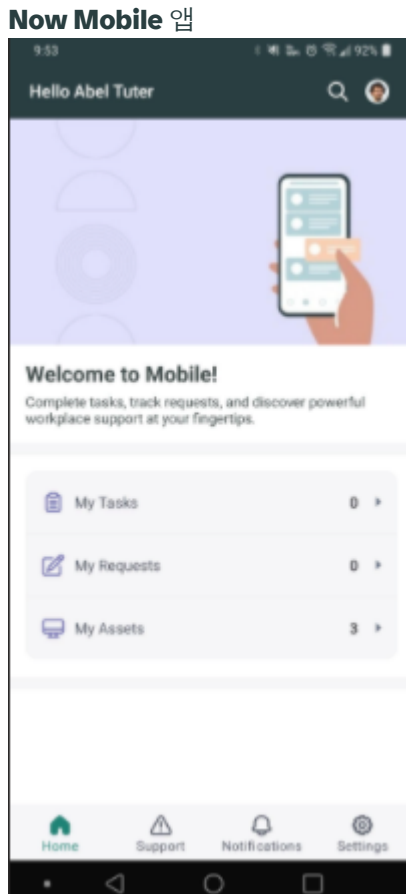 Now Mobile 앱
9:53
92%
Hello Abel Tuter
Welcome to Mobile!
Complete tasks, track requests, and discover powerful
workplace support at your fingertips.
My Tasks 0
My Requests 0
My Assets 3
Home Support Notifications Settings